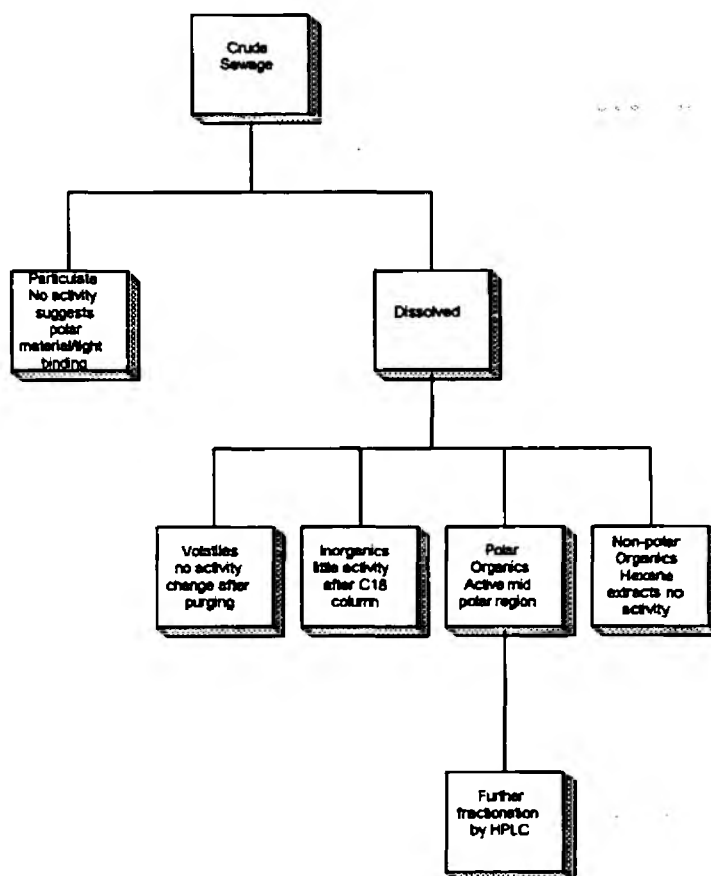 Crude
Sewage
Particulate
No activity
suggests
polar
material/tight
binding
Dissolved
Volatiles
no activity
change after
purging
Inorganics
little activity
after C18
column
Polar
Organics
Active mid
polar region
Non-polar
Organics
Hexane
extracts no
activity
Further
fractionation
by HPLC